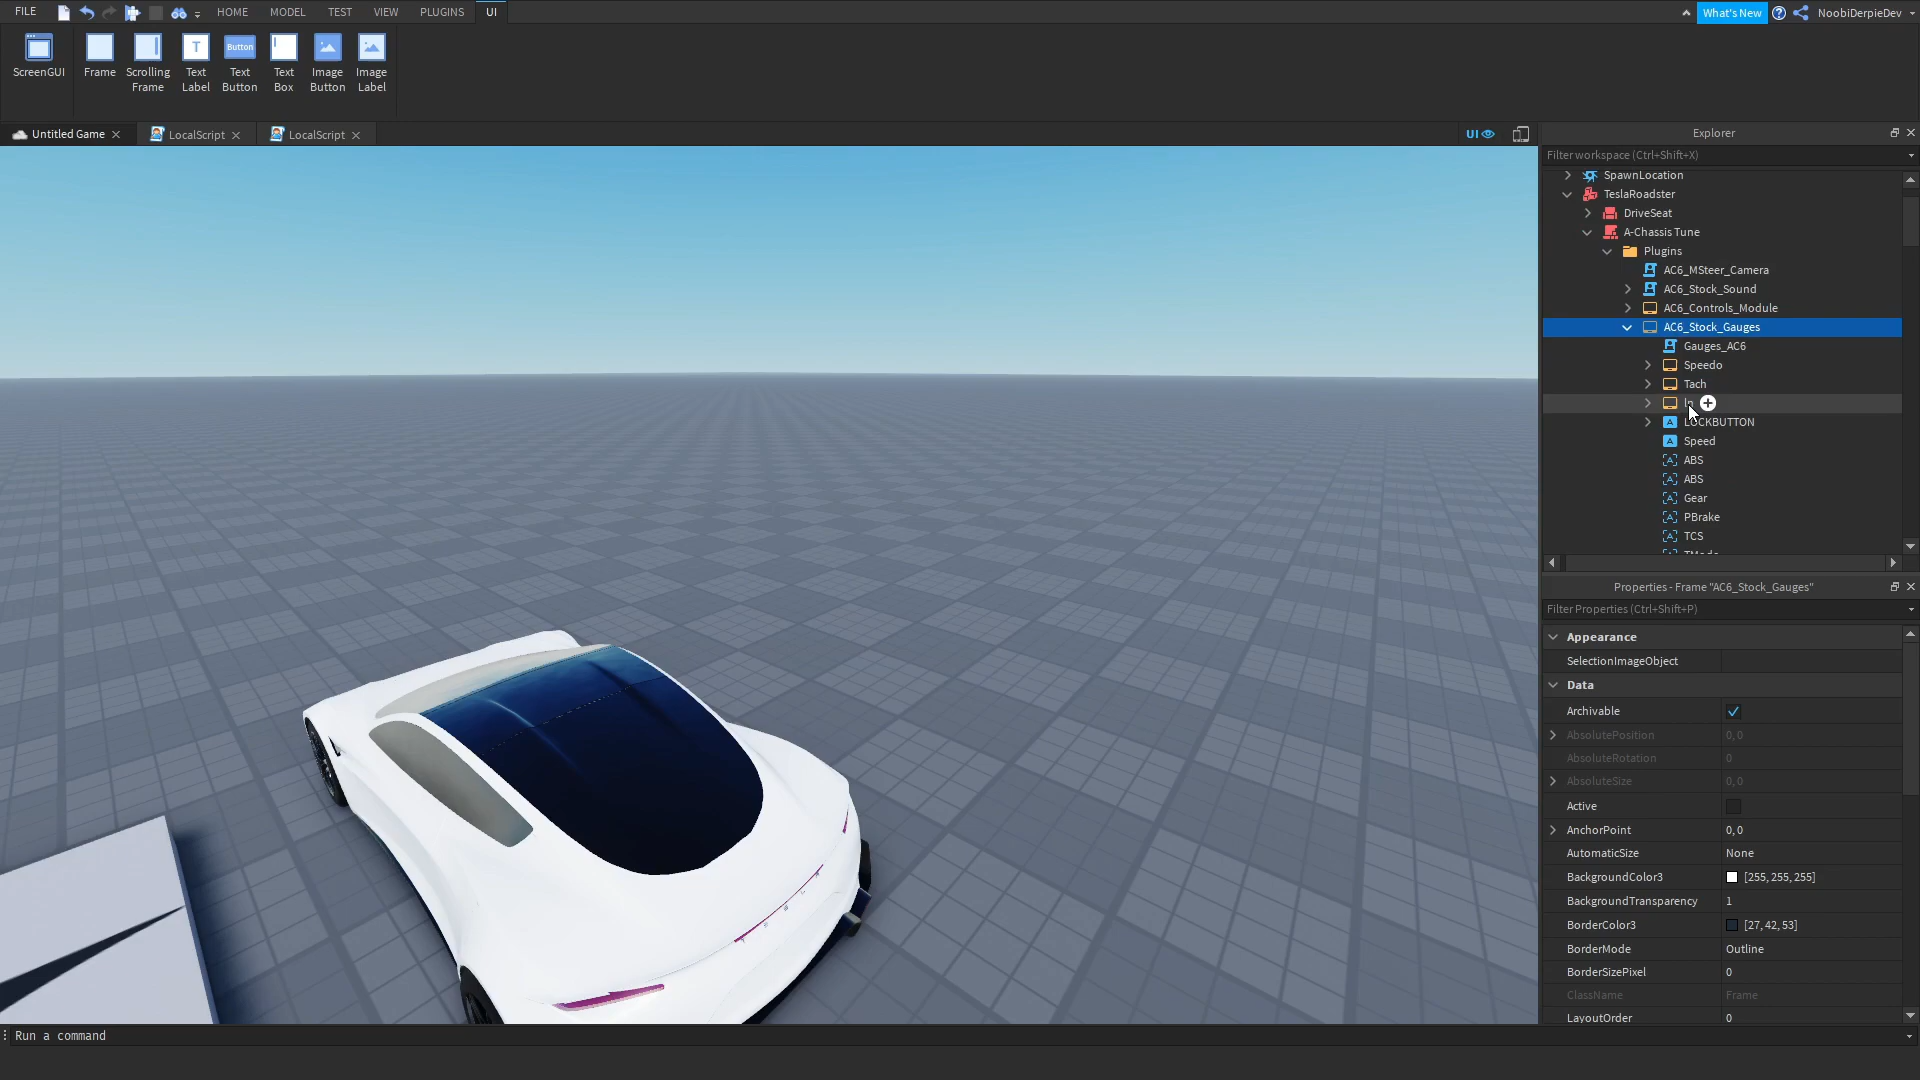 FILE
HOME
MODEL
TEST
VIEW
PLUGINS
UI
What's New
NoobiDerpieDev
ScreenGUI
Frame
Scrolling
Frame
Text
Label
Button
Text
Button
Text
Box
Image
Button
Image
Label
Untitled Game
LocalScript
LocalScript
UI
Explorer
Filter workspace (Ctrl+Shift+X)
SpawnLocation
TeslaRoadster
DriveSeat
A-Chassis Tune
Plugins
AC6_MSteer_Camera
AC6_Stock_Sound
AC6_Controls_Module
AC6_Stock_Gauges
Gauges_AC6
Speedo
Tach
In
LOCKBUTTON
Speed
ABS
ABS
Gear
PBrake
TCS
TMode
Properties - Frame "AC6_Stock_Gauges"
Filter Properties (Ctrl+Shift+P)
Appearance
SelectionImageObject
Data
Archivable
AbsolutePosition 0, 0
AbsoluteRotation 0
AbsoluteSize 0, 0
Active
AnchorPoint 0, 0
AutomaticSize None
BackgroundColor3 [255, 255, 255]
BackgroundTransparency 1
BorderColor3 [27, 42, 53]
BorderMode Outline
BorderSizePixel 0
ClassName Frame
LayoutOrder 0
Run a command